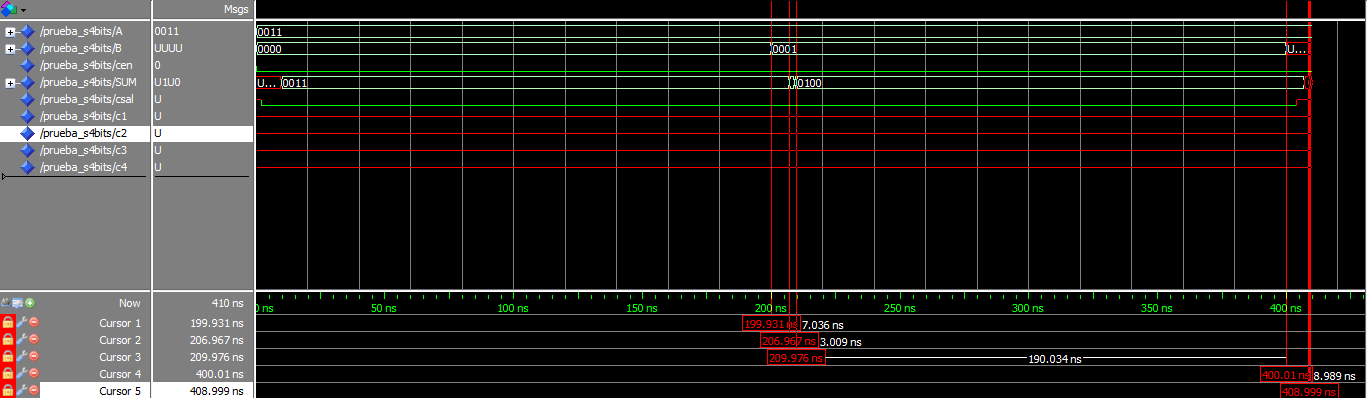 Msgs
/prueba_s4bits/A 0011 0011
/prueba_s4bits/B UUUU 0000 0001 U...
/prueba_s4bits/cen 0
/prueba_s4bits/SUM U1U0 U... 0011 0100
/prueba_s4bits/csal U
/prueba_s4bits/c1 U
/prueba_s4bits/c2 U
/prueba_s4bits/c3 U
/prueba_s4bits/c4 U
Now 410 ns 0 ns 50 ns 100 ns 150 ns 200 ns 250 ns 300 ns 350 ns 400 ns
Cursor 1 199.931 ns 199.931 ns 7.036 ns
Cursor 2 206.967 ns 206.967 ns 3.009 ns
Cursor 3 209.976 ns 209.976 ns 190.034 ns
Cursor 4 400.01 ns 400.01 ns 8.989 ns
Cursor 5 408.999 ns 408.999 ns